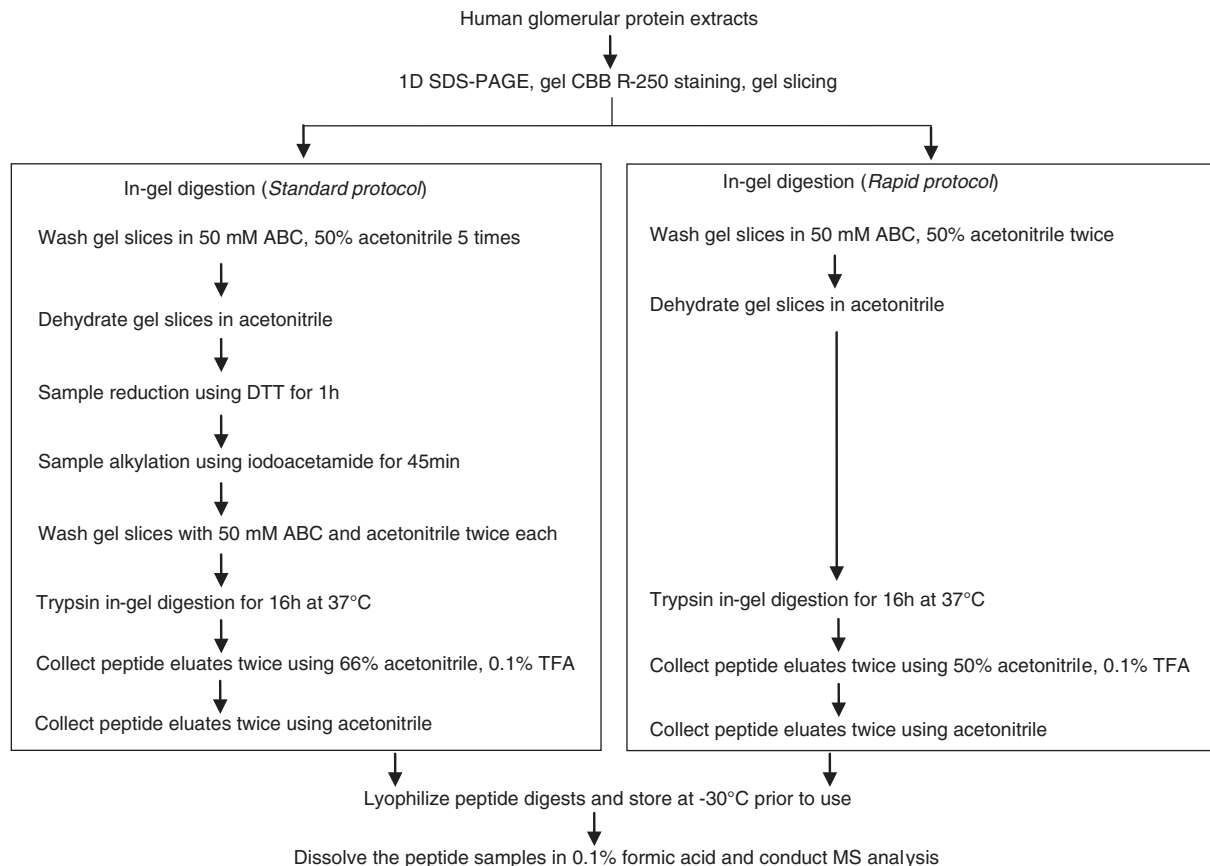 Human glomerular protein extracts
1D SDS-PAGE, gel CBB R-250 staining, gel slicing
In-gel digestion (Standard protocol)
Wash gel slices in 50 mM ABC, 50% acetonitrile 5 times
Dehydrate gel slices in acetonitrile
Sample reduction using DTT for 1h
Sample alkylation using iodoacetamide for 45min
Wash gel slices with 50 mM ABC and acetonitrile twice each
Trypsin in-gel digestion for 16h at 37°C
Collect peptide eluates twice using 66% acetonitrile, 0.1% TFA
Collect peptide eluates twice using acetonitrile
In-gel digestion (Rapid protocol)
Wash gel slices in 50 mM ABC, 50% acetonitrile twice
Dehydrate gel slices in acetonitrile
Trypsin in-gel digestion for 16h at 37°C
Collect peptide eluates twice using 50% acetonitrile, 0.1% TFA
Collect peptide eluates twice using acetonitrile
Lyophilize peptide digests and store at -30°C prior to use
Dissolve the peptide samples in 0.1% formic acid and conduct MS analysis